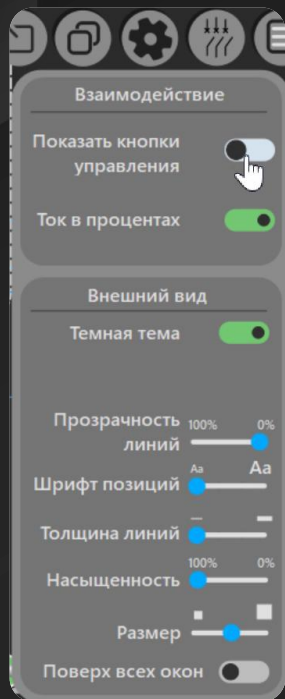 Взаимодействие
Показать кнопки
управления
Ток в процентах
Внешний вид
Темная тема
Прозрачность 100% 0%
линий
Aa Aa
Шрифт позиций
Толщина линий
100% 0%
Насыщенность
Размер
Поверх всех окон